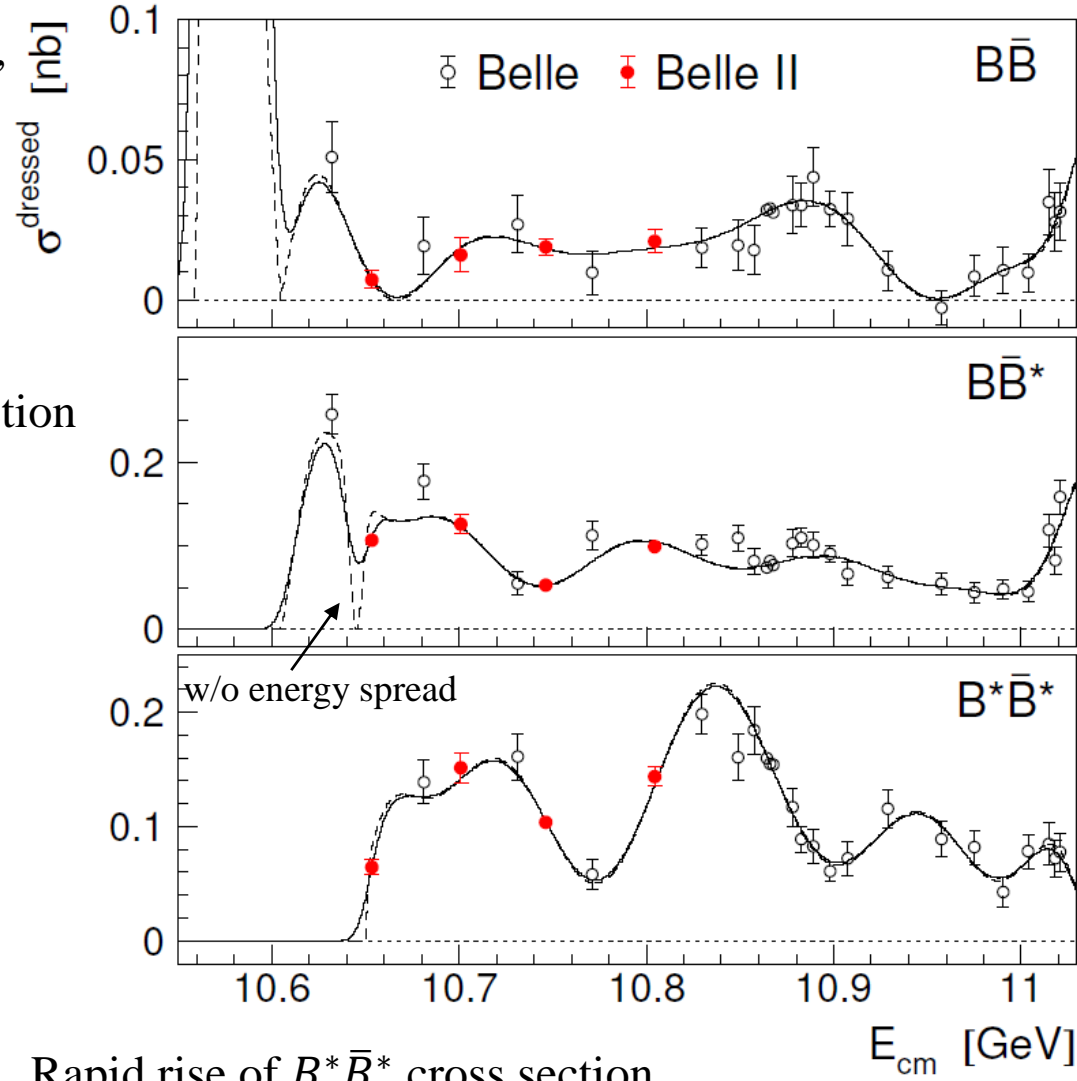 ,
σ^dressed [nb]
0.1
0.05
0
Belle
Belle II
BB̄
tion
0.2
0
BB̄*
w/o energy spread
0.2
0.1
0
B*B̄*
10.6 10.7 10.8 10.9 11
E_cm [GeV]
Rapid rise of B*B̄* cross section